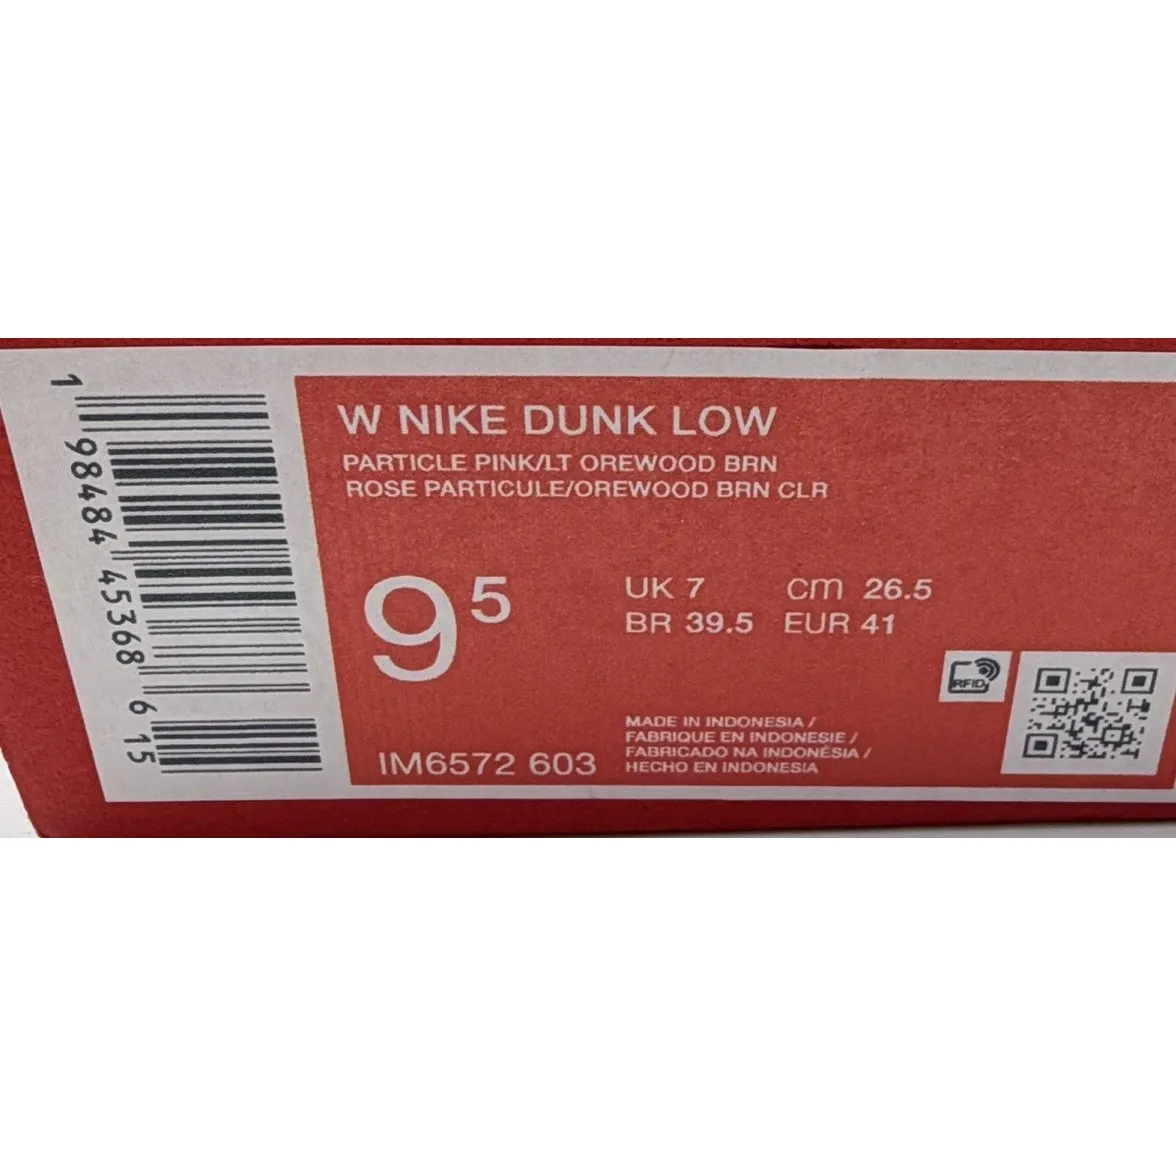 W NIKE DUNK LOW
PARTICLE PINK/LT OREWOOD BRN
ROSE PARTICULE/OREWOOD BRN CLR
9 5
UK 7 cm 26.5
BR 39.5 EUR 41
RFID
MADE IN INDONESIA /
FABRIQUE EN INDONESIE /
FABRICADO NA INDONÉSIA /
HECHO EN INDONESIA
IM6572 603
1 98484 45368 6 15